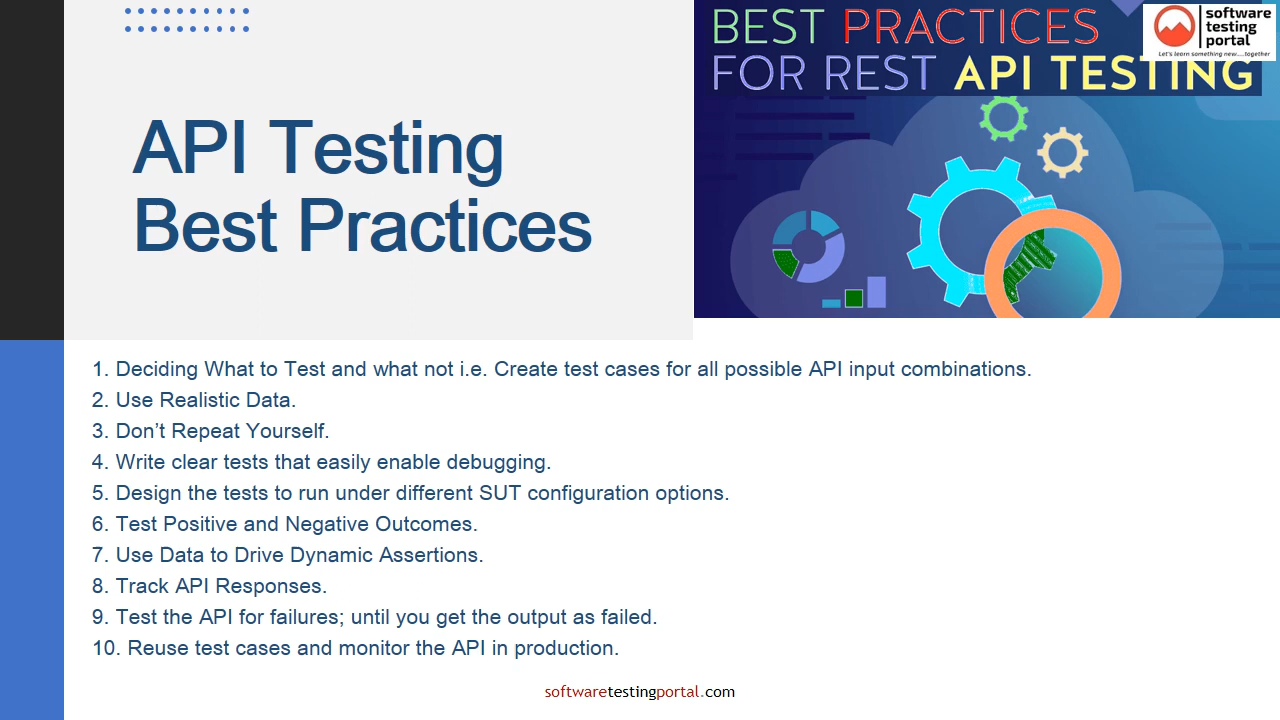 API Testing
Best Practices
BEST PRACTICES
FOR REST API TESTING
software
testing
portal
Let's learn something new....together
1. Deciding What to Test and what not i.e. Create test cases for all possible API input combinations.
2. Use Realistic Data.
3. Don’t Repeat Yourself.
4. Write clear tests that easily enable debugging.
5. Design the tests to run under different SUT configuration options.
6. Test Positive and Negative Outcomes.
7. Use Data to Drive Dynamic Assertions.
8. Track API Responses.
9. Test the API for failures; until you get the output as failed.
10. Reuse test cases and monitor the API in production.
softwaretestingportal.com